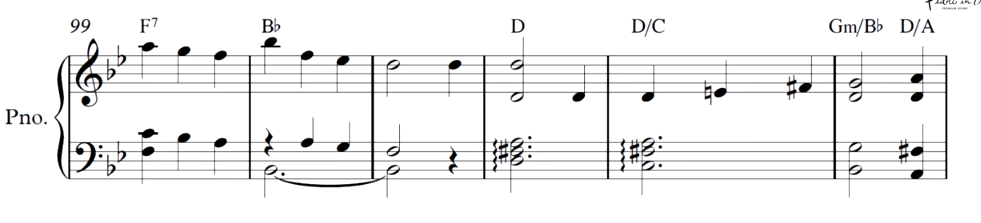 99 F7 B♭ D D/C Gm/B♭ D/A
Pno.